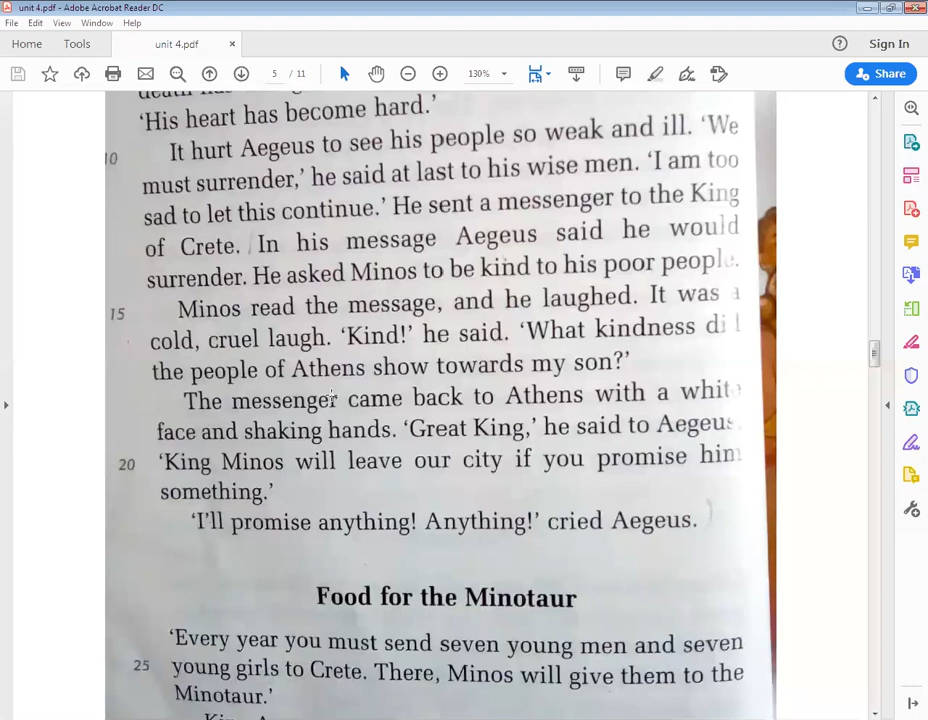 unit 4.pdf - Adobe Acrobat Reader DC
File Edit View Window Help
Home Tools unit 4.pdf × Sign In
5 / 11 130% Share
'His heart has become hard.'
10 It hurt Aegeus to see his people so weak and ill. 'We
must surrender,' he said at last to his wise men. 'I am too
sad to let this continue.' He sent a messenger to the King
of Crete. In his message Aegeus said he would
surrender. He asked Minos to be kind to his poor people.
15 Minos read the message, and he laughed. It was a
cold, cruel laugh. 'Kind!' he said. 'What kindness did
the people of Athens show towards my son?'
The messenger came back to Athens with a white
face and shaking hands. 'Great King,' he said to Aegeus.
20 'King Minos will leave our city if you promise him
something.'
'I'll promise anything! Anything!' cried Aegeus.
Food for the Minotaur
'Every year you must send seven young men and seven
25 young girls to Crete. There, Minos will give them to the
Minotaur.'